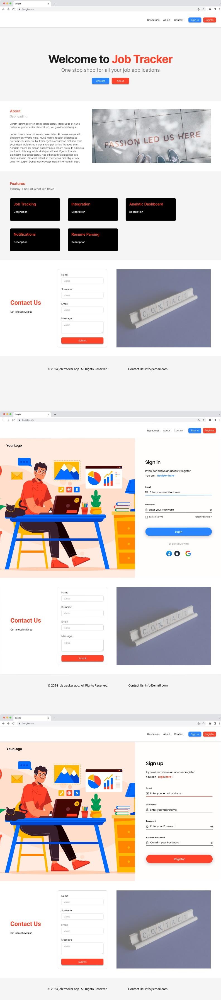 Google
Google.com
Resources About Contact Sign in Register
Welcome to Job Tracker
One stop shop for all your job applications
Contact About
About
Subheading
Lorem ipsum dolor sit amet consectetur. Malesuada et nunc
nullam augue ut enim placerat leo. Vel gravida sed neque.
Lorem ipsum dolor sit amet consectetur. At ornare neque elit
tincidunt sit viverra nulla. Nunc mauris feugiat scelerisque
pretium tellus id et nulla. Enim eget in accumsan nisl non enim
accumsan. Adipiscing magna volutpat varius rhoncus enim.
Aliquam massa mi massa pellentesque ornare proin. In ridiculus
tincidunt nibh in gravida id aliquet aliquet. Eget vulputate
dignissim in a consectetur. Hac bibendum ullamcorper sed
libero aliquam. Sit amet interdum maecenas orci aliquet nec
urna non turpis. Donec non egestas neque interdum in eget.
PASSION LED US HERE
Features
Hooray! Look at what we have
Job Tracking
Description
Integration
Description
Analytic Dashboard
Description
Notifications
Description
Resume Parsing
Description
Contact Us
Get in touch with us
Name
Value
Surname
Value
Email
Value
Message
Value
Submit
CONTACT
© 2024 job tracker app. All Rights Reserved. Contact Us: info@email.com
Google
Google.com
Resources About Contact Sign in Register
Your Logo
@ $
Sign in
If you don't have an account register
You can Register here !
Email
Enter your email address
Password
Enter your Password
Remember me Forgot Password ?
Login
or continue with
Contact Us
Get in touch with us
Name
Value
Surname
Value
Email
Value
Message
Value
Submit
CONTACT
© 2024 job tracker app. All Rights Reserved. Contact Us: info@email.com
Google
Google.com
Resources About Contact Sign in Register
Your Logo
@ $
Sign up
If you already have an account register
You can Login here !
Email
Enter your email address
Username
Enter your User name
Password
Enter your Password
Confrim Password
Confrim your Password
Register
Contact Us
Get in touch with us
Name
Value
Surname
Value
Email
Value
Message
Value
Submit
CONTACT
© 2024 job tracker app. All Rights Reserved. Contact Us: info@email.com